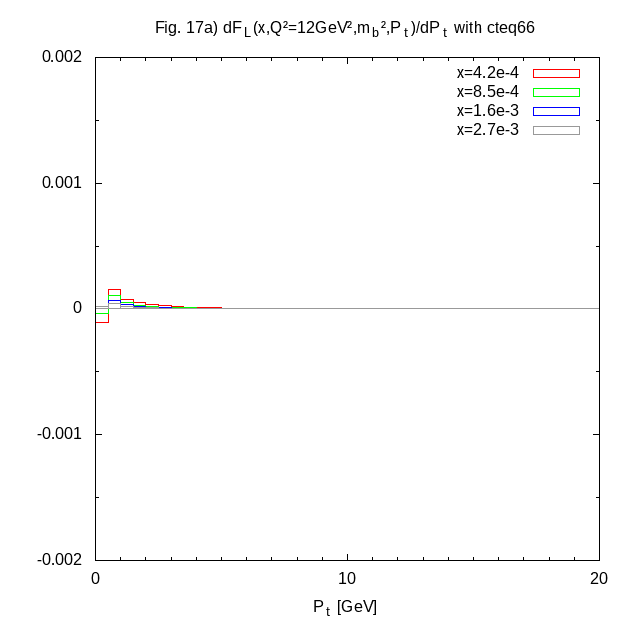 Fig. 17a) dF_L(x,Q²=12GeV²,m_b²,P_t)/dP_t with cteq66
0.002
x=4.2e-4
x=8.5e-4
x=1.6e-3
x=2.7e-3
0.001
0
-0.001
-0.002
0 10 20
P_t [GeV]